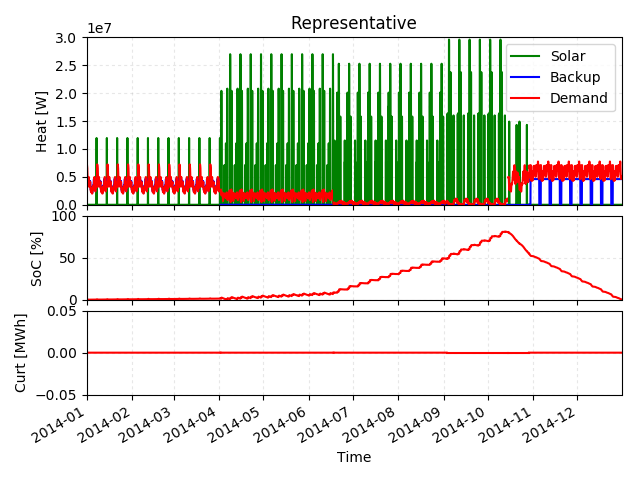 Representative
1e7
3.0
2.5
2.0
1.5
1.0
0.5
0.0
Heat [W]
Solar
Backup
Demand
100
50
0
SoC [%]
0.05
0.00
−0.05
Curt [MWh]
2014-01
2014-02
2014-03
2014-04
2014-05
2014-06
2014-07
2014-08
2014-09
2014-10
2014-11
2014-12
Time